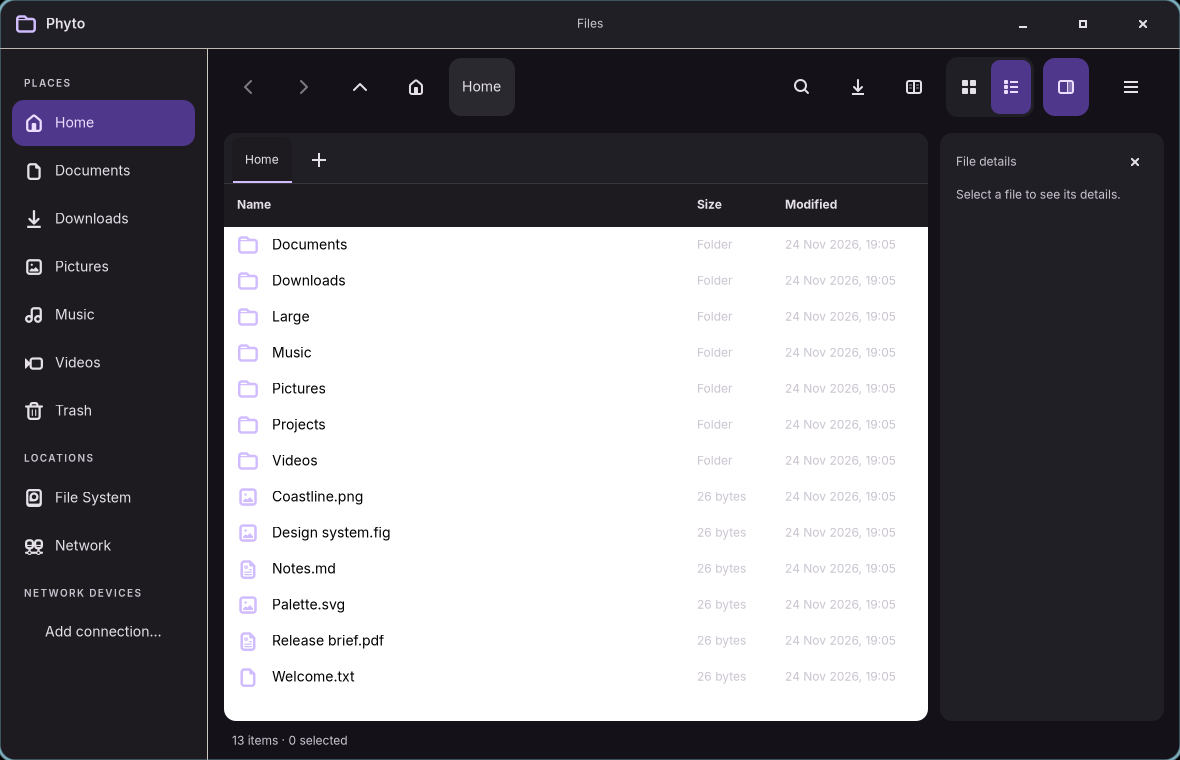 Phyto
Files
PLACES
Home
Documents
Downloads
Pictures
Music
Videos
Trash
LOCATIONS
File System
Network
NETWORK DEVICES
Add connection...
Home
Home
Name Size Modified
Documents Folder 24 Nov 2026, 19:05
Downloads Folder 24 Nov 2026, 19:05
Large Folder 24 Nov 2026, 19:05
Music Folder 24 Nov 2026, 19:05
Pictures Folder 24 Nov 2026, 19:05
Projects Folder 24 Nov 2026, 19:05
Videos Folder 24 Nov 2026, 19:05
Coastline.png 26 bytes 24 Nov 2026, 19:05
Design system.fig 26 bytes 24 Nov 2026, 19:05
Notes.md 26 bytes 24 Nov 2026, 19:05
Palette.svg 26 bytes 24 Nov 2026, 19:05
Release brief.pdf 26 bytes 24 Nov 2026, 19:05
Welcome.txt 26 bytes 24 Nov 2026, 19:05
13 items · 0 selected
File details
Select a file to see its details.